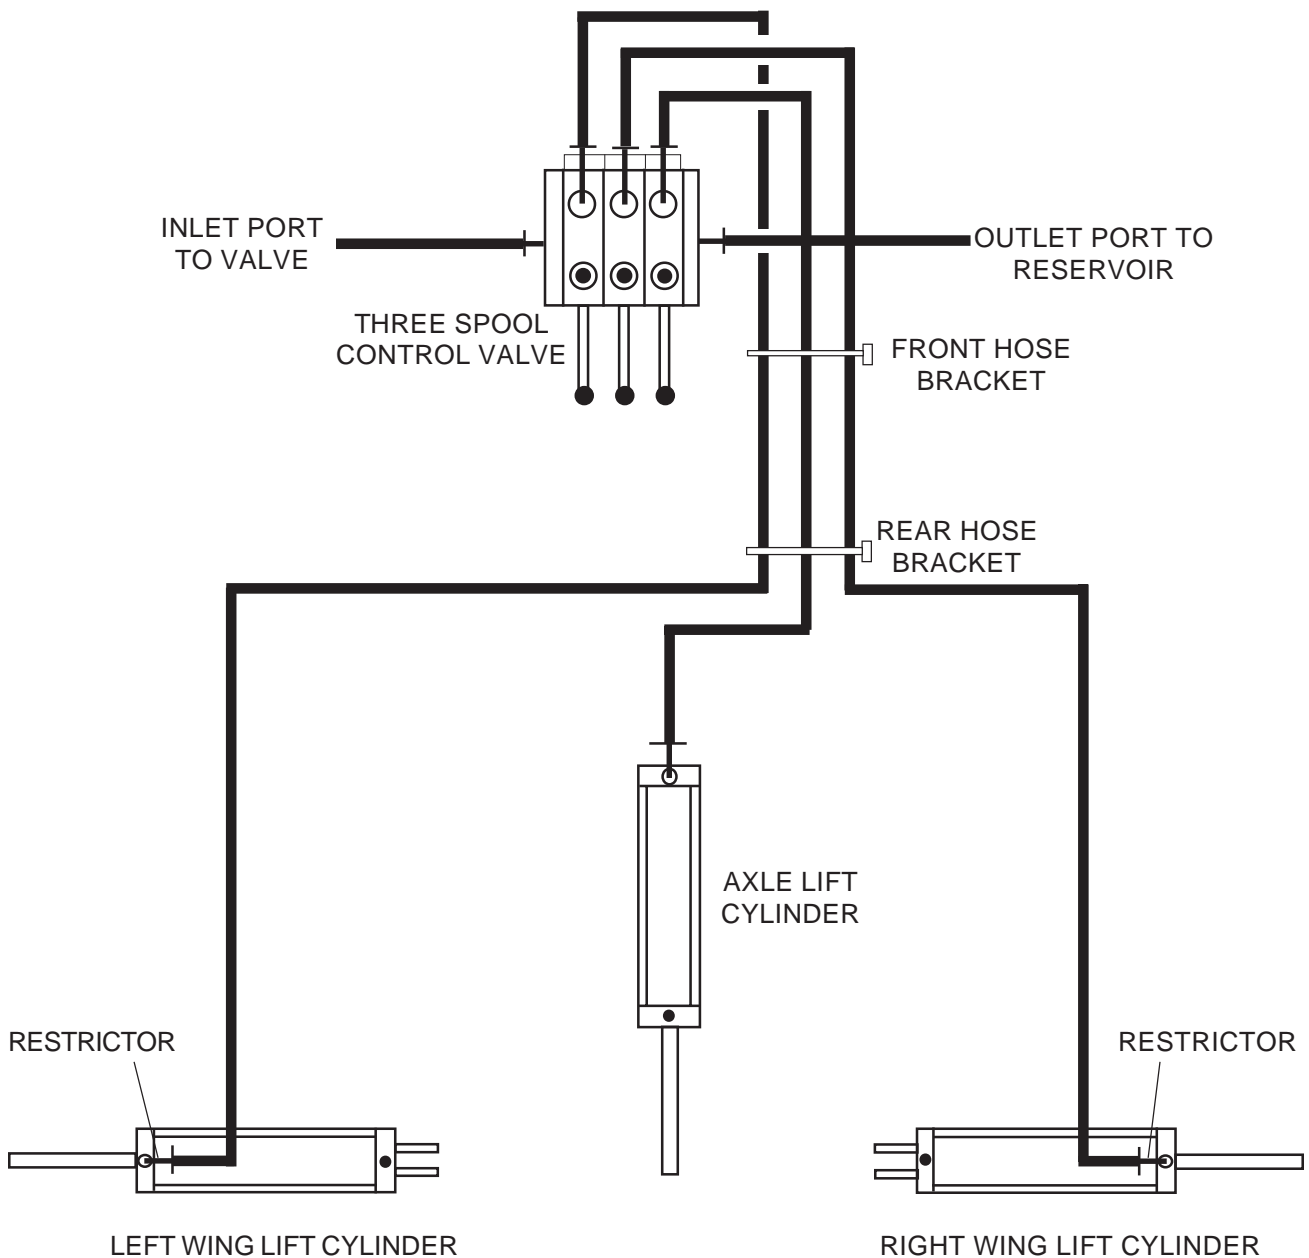 INLET PORT
TO VALVE
OUTLET PORT TO
RESERVOIR
THREE SPOOL
CONTROL VALVE
FRONT HOSE
BRACKET
REAR HOSE
BRACKET
AXLE LIFT
CYLINDER
RESTRICTOR
RESTRICTOR
LEFT WING LIFT CYLINDER
RIGHT WING LIFT CYLINDER